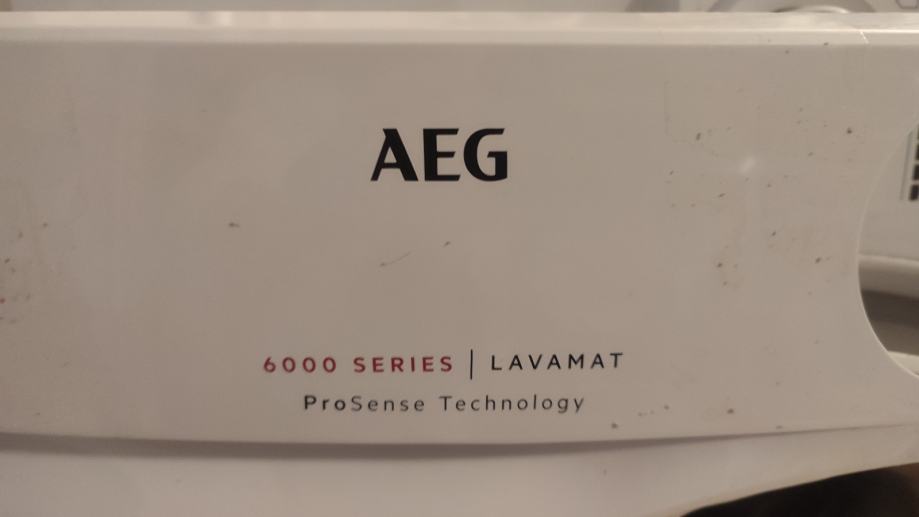 AEG
6000 SERIES | LAVAMAT
ProSense Technology